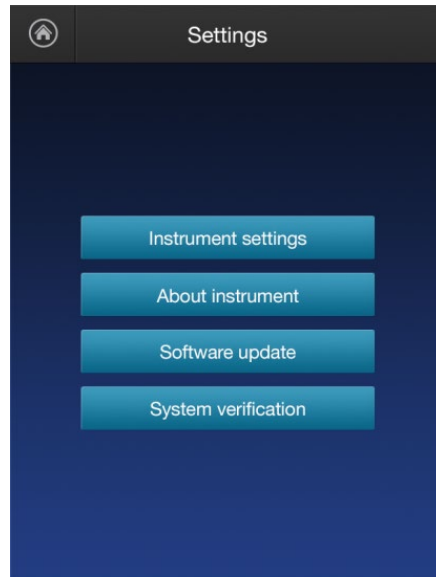 Settings
Instrument settings
About instrument
Software update
System verification